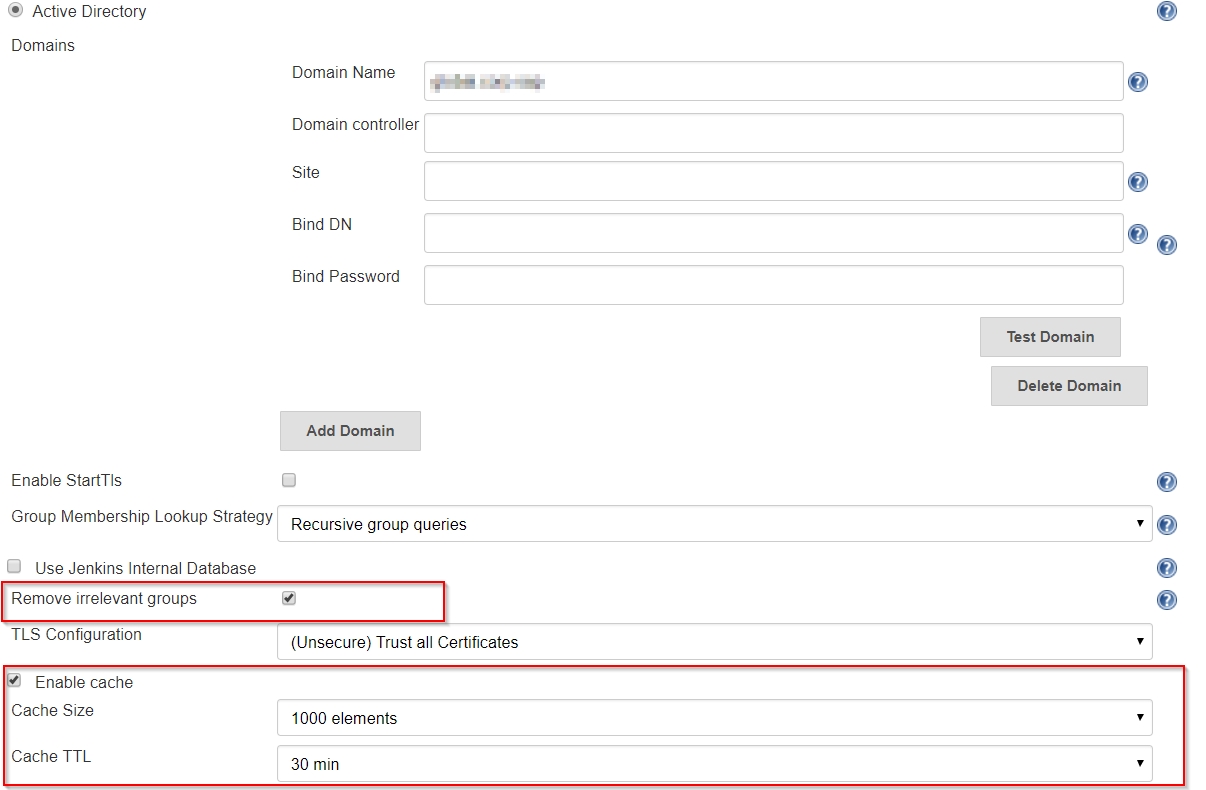 Active Directory
Domains
Domain Name
Domain controller
Site
Bind DN
Bind Password
Test Domain
Delete Domain
Add Domain
Enable StartTls
Group Membership Lookup Strategy Recursive group queries
Use Jenkins Internal Database
Remove irrelevant groups
TLS Configuration (Unsecure) Trust all Certificates
Enable cache
Cache Size 1000 elements
Cache TTL 30 min